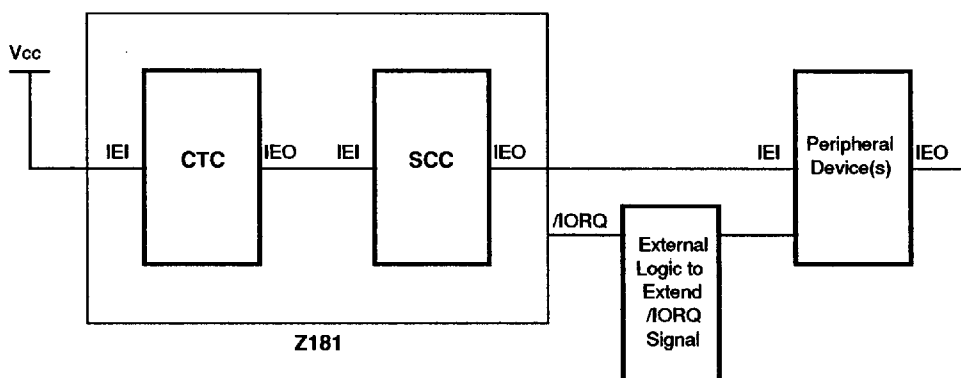 Vcc
IEI
CTC
IEO
IEI
SCC
IEO
IEI
Peripheral
Device(s)
IEO
/IORQ
External
Logic to
Extend
/IORQ
Signal
Z181